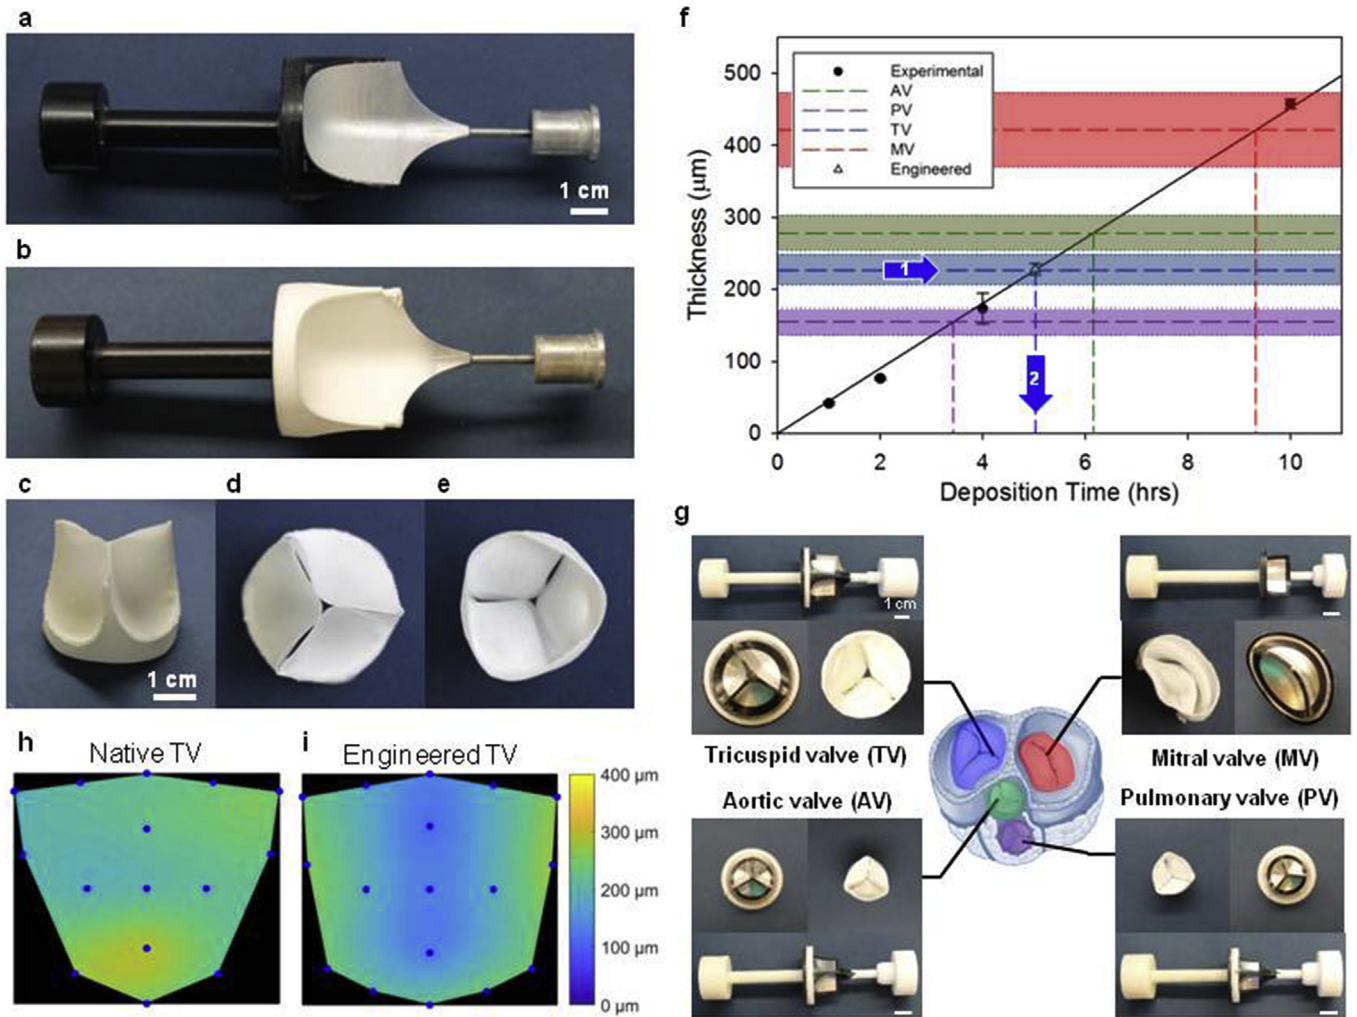 a
1 cm
b
c
d
e
1 cm
f
500
400
300
200
100
0
Thickness (µm)
Experimental
AV
PV
TV
MV
Engineered
1
2
0
2
4
6
8
10
Deposition Time (hrs)
g
1 cm
Tricuspid valve (TV)
Mitral valve (MV)
Aortic valve (AV)
Pulmonary valve (PV)
h
Native TV
i
Engineered TV
400 µm
300 µm
200 µm
100 µm
0 µm